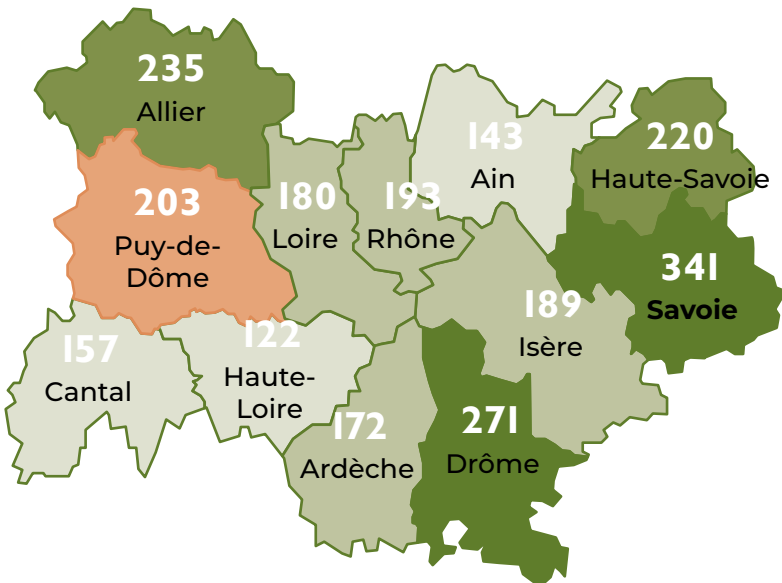 235
Allier
203
Puy-de-
Dôme
180
Loire
193
Rhône
143
Ain
220
Haute-Savoie
341
Savoie
189
Isère
157
Cantal
122
Haute-
Loire
172
Ardèche
271
Drôme